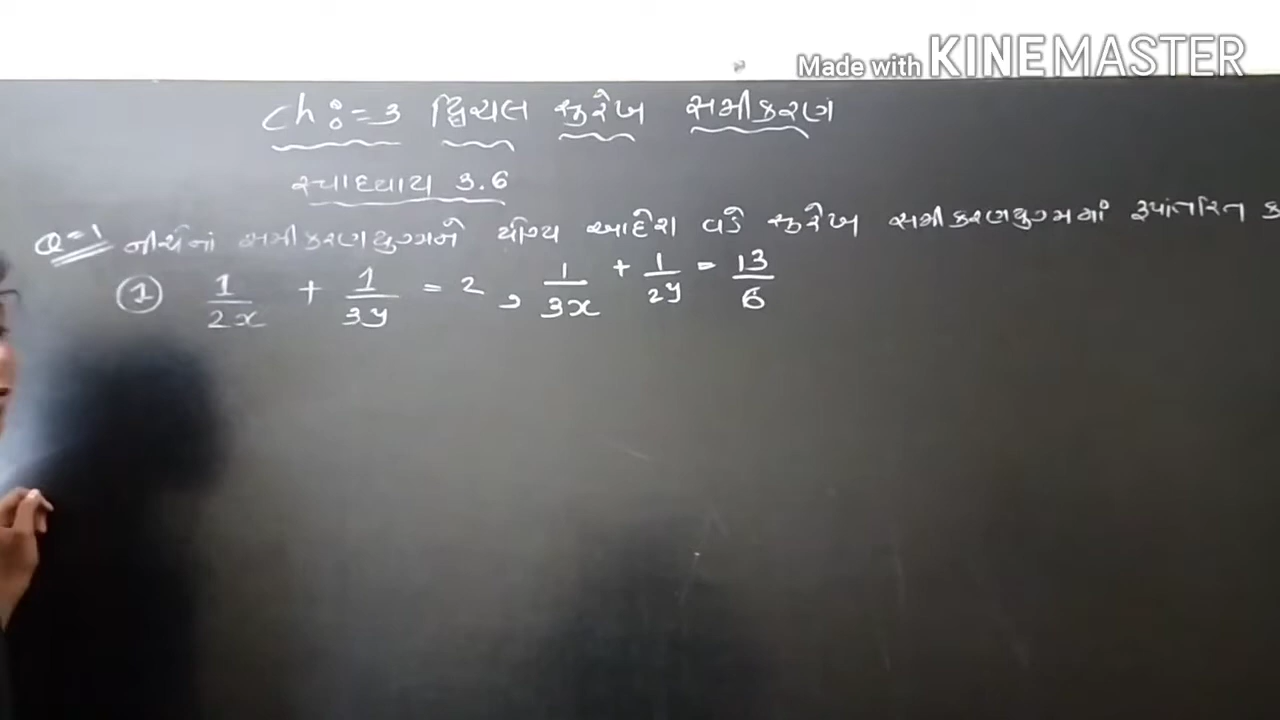 Made with KINEMASTER
Ch:-3 દ્વિચલ સુરેખ સમીકરણ
સ્વાધ્યાય 3.6
Q-1 નીચેનાં સમીકરણયુગ્મને યોગ્ય આદેશ વડે સુરેખ સમીકરણયુગ્મમાં રૂપાંતરિત ક
① 1/2x + 1/3y = 2 , 1/3x + 1/2y = 13/6